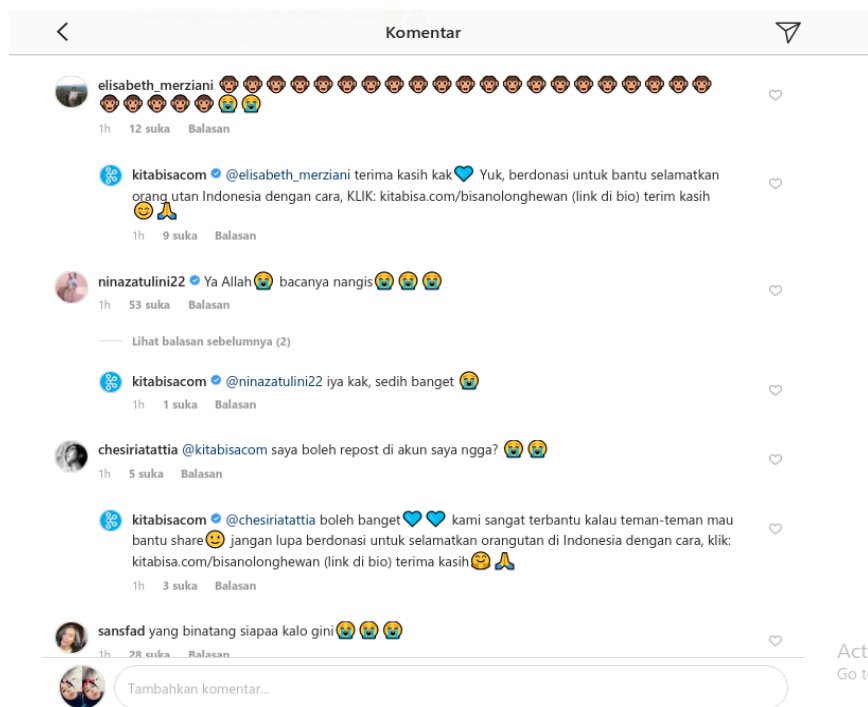 Komentar
elisabeth_merziani 🐵🐵🐵🐵🐵🐵🐵🐵🐵🐵🐵🐵🐵🐵🐵🐵🐵🐵🐵🐵🐵
🐵🐵🐵🐵🐵😭😭
1h 12 suka Balasan
kitabisacom @elisabeth_merziani terima kasih kak💙 Yuk, berdonasi untuk bantu selamatkan
orang utan Indonesia dengan cara, KLIK: kitabisa.com/bisanolonghewan (link di bio) terim kasih
😊🙏
1h 9 suka Balasan
ninazatulini22 Ya Allah😭 bacanya nangis😭😭😭
1h 53 suka Balasan
Lihat balasan sebelumnya (2)
kitabisacom @ninazatulini22 iya kak, sedih banget 😭
1h 1 suka Balasan
chesiriatattia @kitabisacom saya boleh repost di akun saya ngga? 😭😭
1h 5 suka Balasan
kitabisacom @chesiriatattia boleh banget💙💙 kami sangat terbantu kalau teman-teman mau
bantu share🙂 jangan lupa berdonasi untuk selamatkan orangutan di Indonesia dengan cara, klik:
kitabisa.com/bisanolonghewan (link di bio) terima kasih🤗🙏
1h 3 suka Balasan
sansfad yang binatang siapaa kalo gini😭😭😭
1h 28 suka Balasan
Tambahkan komentar...
Act
Go t